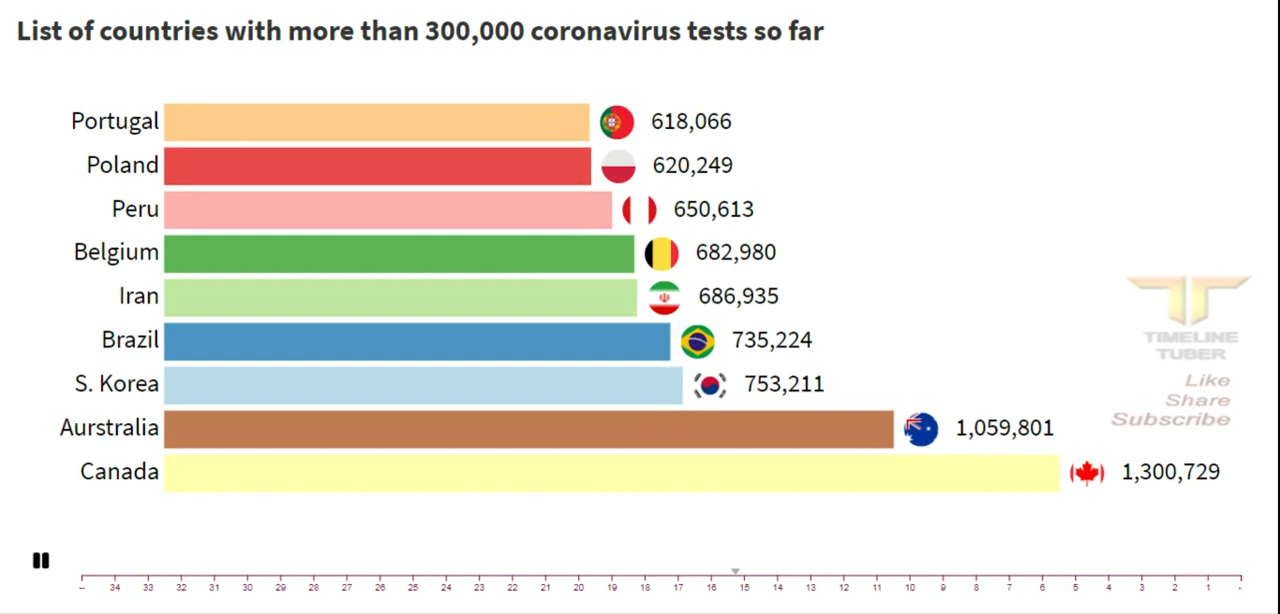 List of countries with more than 300,000 coronavirus tests so far
Portugal 618,066
Poland 620,249
Peru 650,613
Belgium 682,980
Iran 686,935
Brazil 735,224
S. Korea 753,211
Aurstralia 1,059,801
Canada 1,300,729
TIMELINE
TUBER
Like
Share
Subscribe
-- 34 33 32 31 30 29 28 27 26 25 24 23 22 21 20 19 18 17 16 15 14 13 12 11 10 9 8 7 6 5 4 3 2 1 -